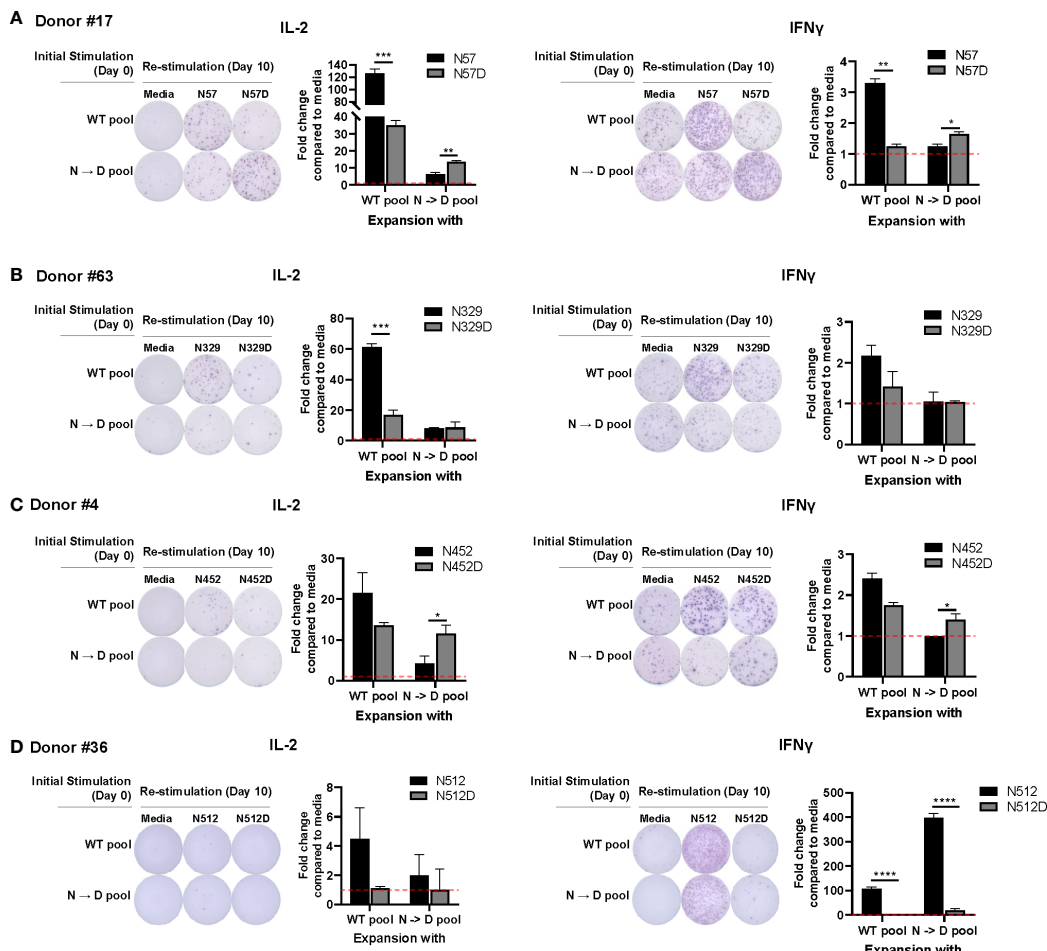 A Donor #17
IL-2
IFNγ
Initial Stimulation
(Day 0)
Re-stimulation (Day 10)
Media N57 N57D
WT pool
N → D pool
Fold change
compared to media
140
120
100
80
40
30
20
10
0
***
**
N57
N57D
WT pool N -> D pool
Expansion with
Initial Stimulation
(Day 0)
Re-stimulation (Day 10)
Media N57 N57D
WT pool
N → D pool
Fold change
compared to media
4
3
2
1
0
**
*
N57
N57D
WT pool N -> D pool
Expansion with
B Donor #63
IL-2
IFNγ
Initial Stimulation
(Day 0)
Re-stimulation (Day 10)
Media N329 N329D
WT pool
N → D pool
Fold change
compared to media
80
60
40
20
0
***
N329
N329D
WT pool N -> D pool
Expansion with
Initial Stimulation
(Day 0)
Re-stimulation (Day 10)
Media N329 N329D
WT pool
N → D pool
Fold change
compared to media
3
2
1
0
N329
N329D
WT pool N -> D pool
Expansion with
C Donor #4
IL-2
IFNγ
Initial Stimulation
(Day 0)
Re-stimulation (Day 10)
Media N452 N452D
WT pool
N → D pool
Fold change
compared to media
30
20
10
0
*
N452
N452D
WT pool N -> D pool
Expansion with
Initial Stimulation
(Day 0)
Re-stimulation (Day 10)
Media N452 N452D
WT pool
N → D pool
Fold change
compared to media
3
2
1
0
*
N452
N452D
WT pool N -> D pool
Expansion with
D Donor #36
IL-2
IFNγ
Initial Stimulation
(Day 0)
Re-stimulation (Day 10)
Media N512 N512D
WT pool
N → D pool
Fold change
compared to media
8
6
4
2
0
N512
N512D
WT pool N -> D pool
Expansion with
Initial Stimulation
(Day 0)
Re-stimulation (Day 10)
Media N512 N512D
WT pool
N → D pool
Fold change
compared to media
500
400
300
200
100
0
****
****
N512
N512D
WT pool N -> D pool
Expansion with